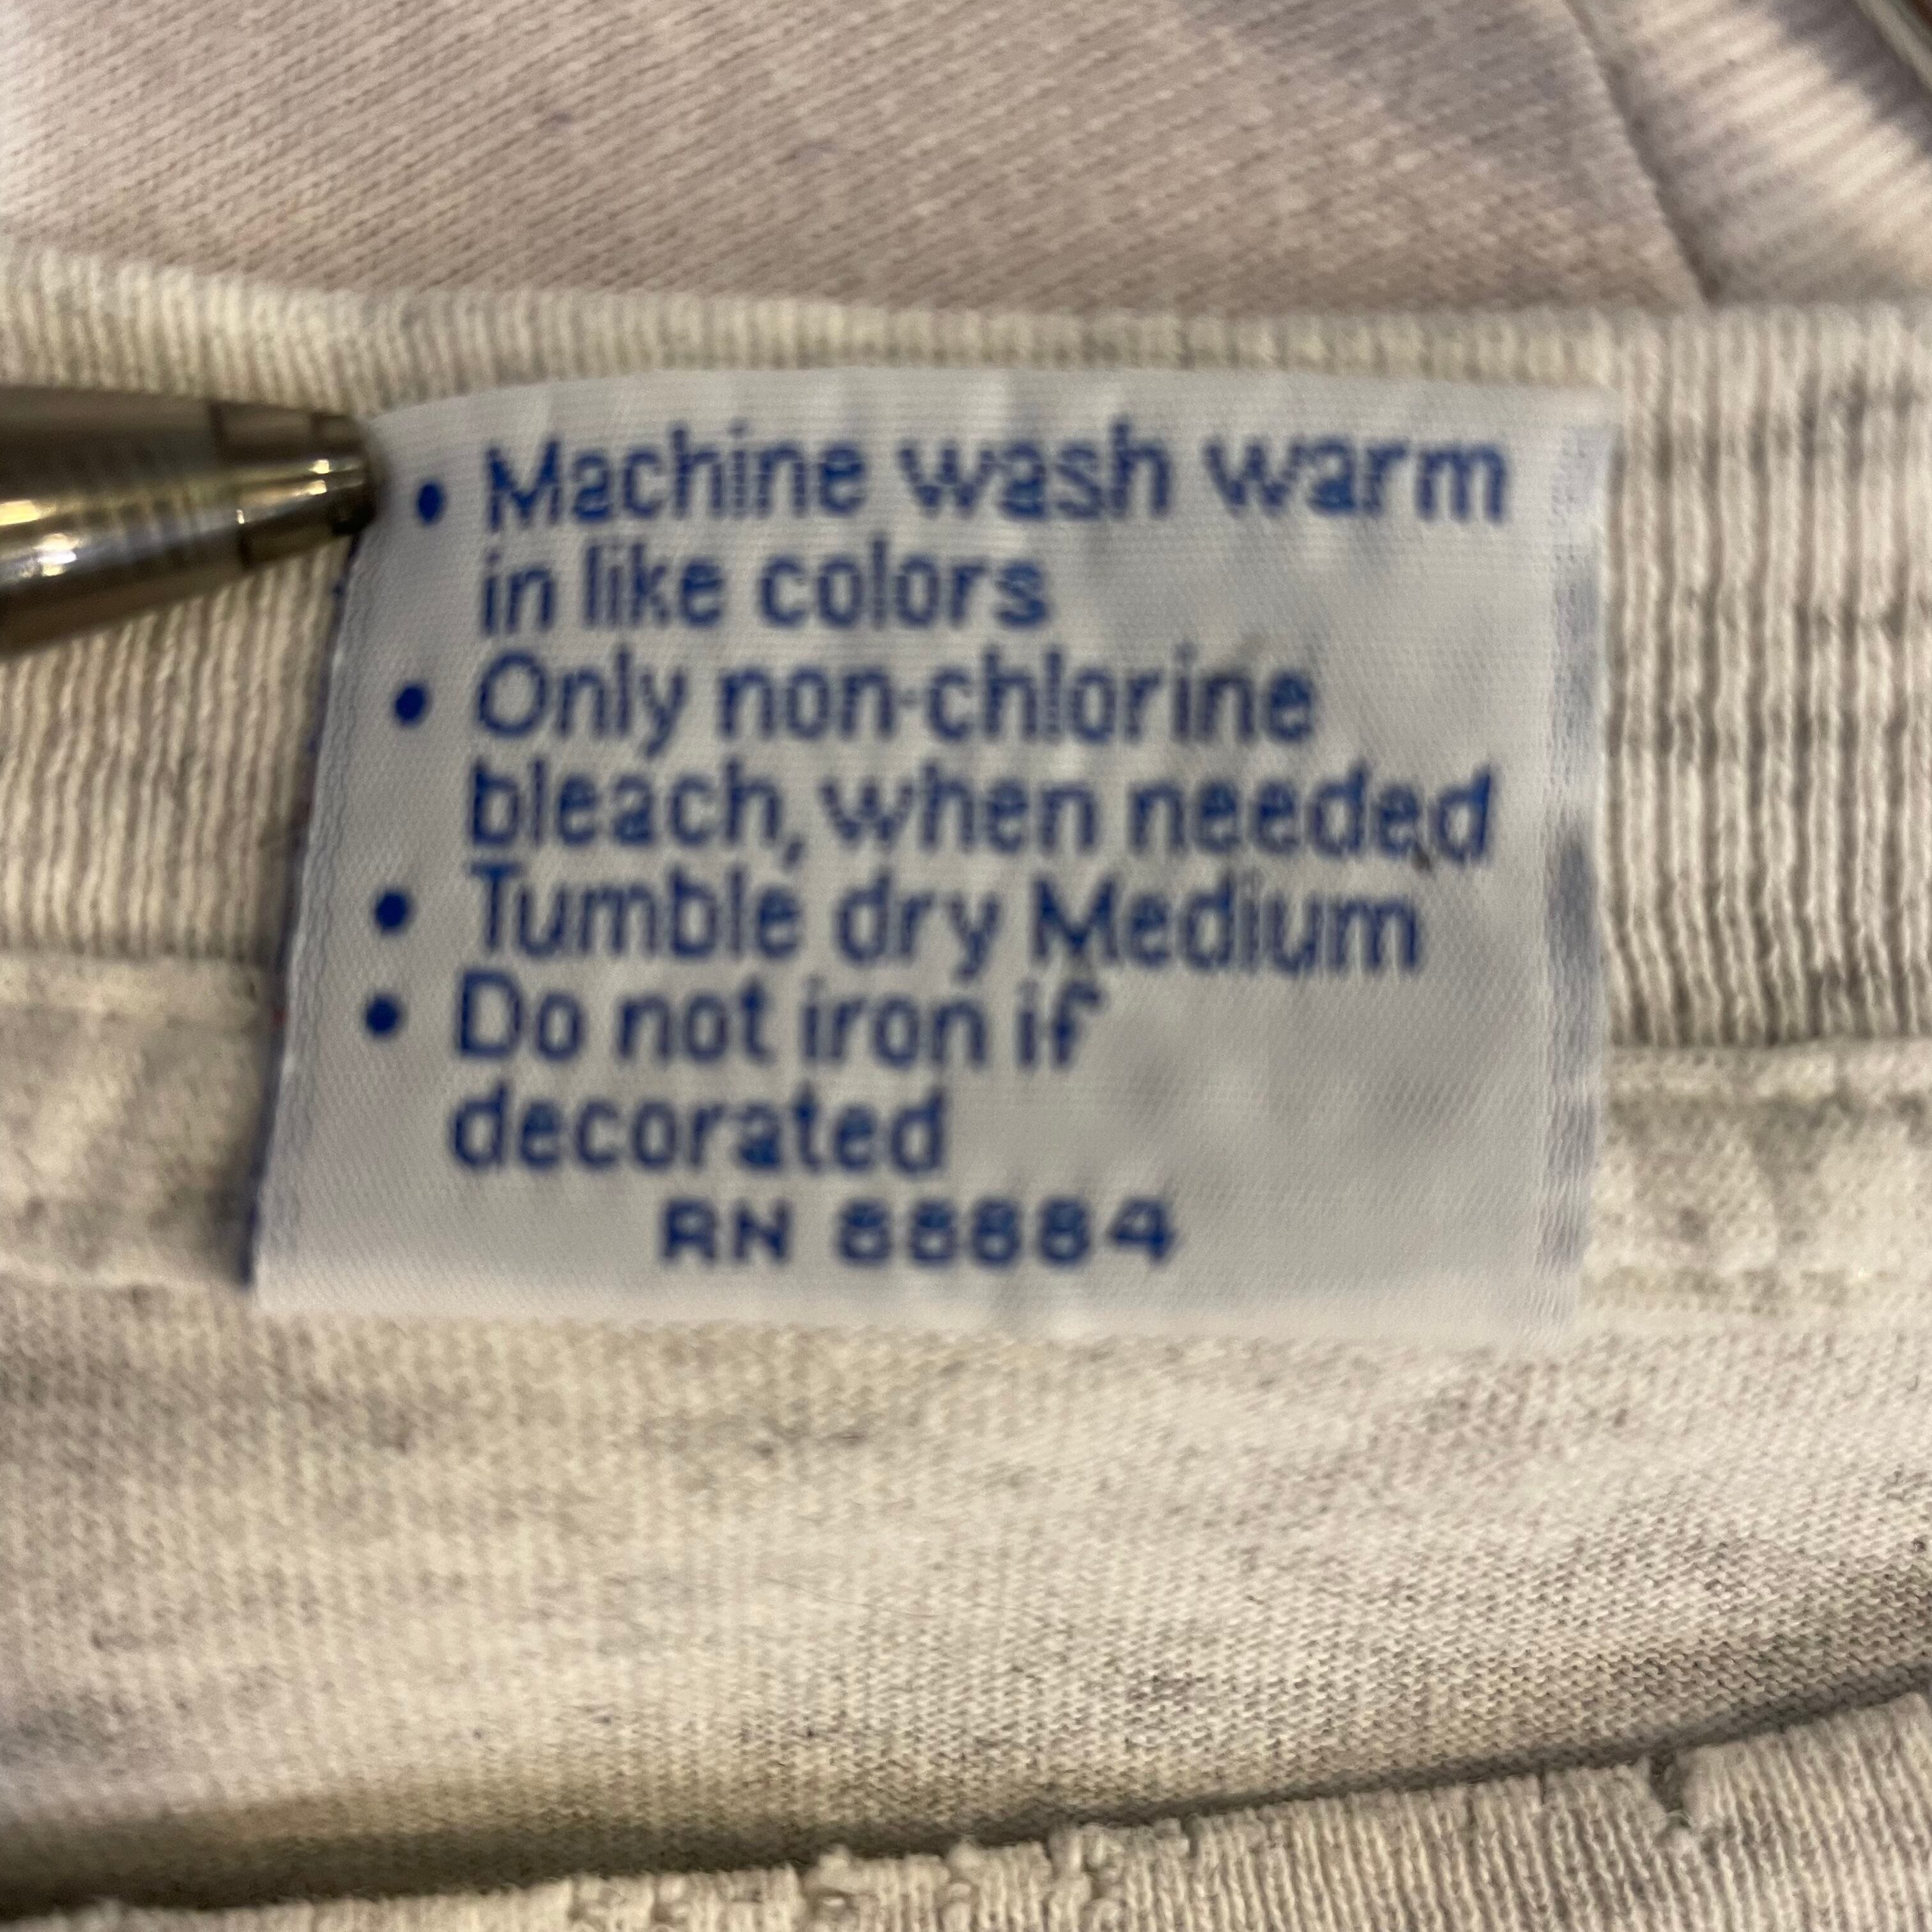 • Machine wash warm
in like colors
• Only non-chlorine
bleach, when needed
• Tumble dry Medium
• Do not iron if
decorated
RN